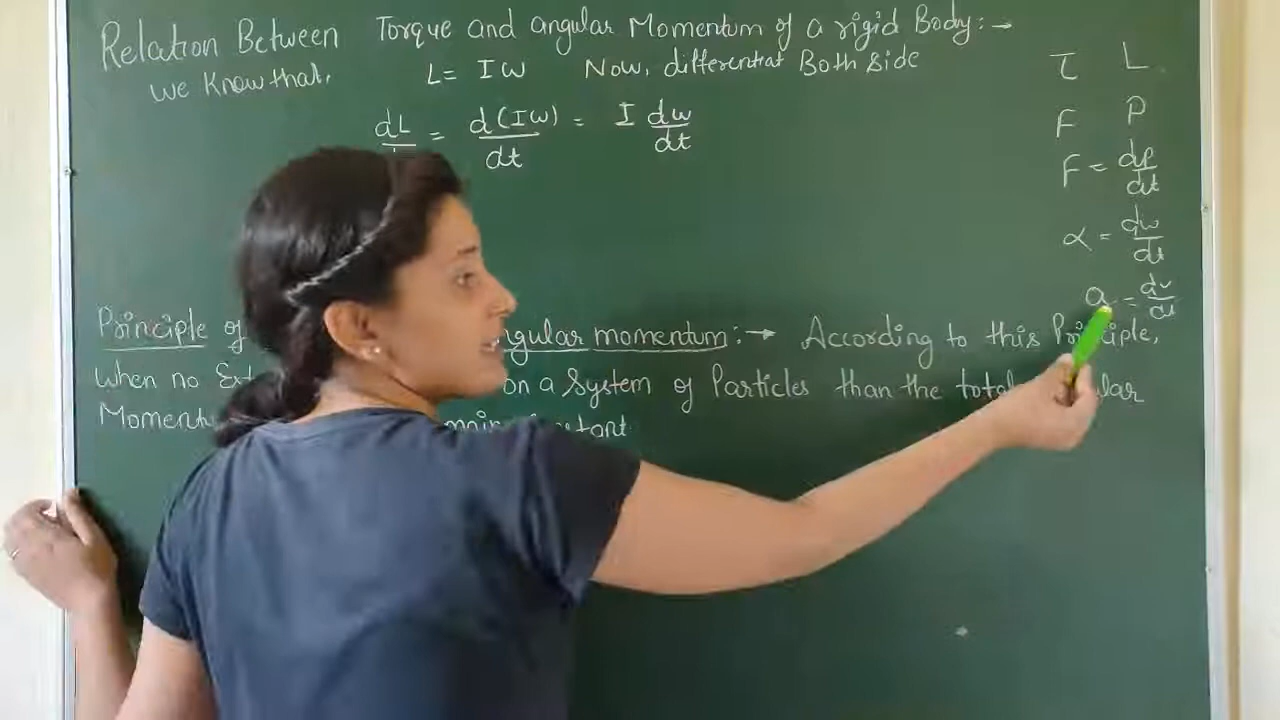 Relation Between Torque and angular Momentum of a rigid Body:→
we know that, L= Iω Now, differentiat Both side
dL = d(Iω)/dt = I dω/dt
τ L
F P
F = dp/dt
α = dω/dt
a = dv/dt
Principle of angular momentum:→ According to this Principle,
When no on a System of Particles than the total
constant